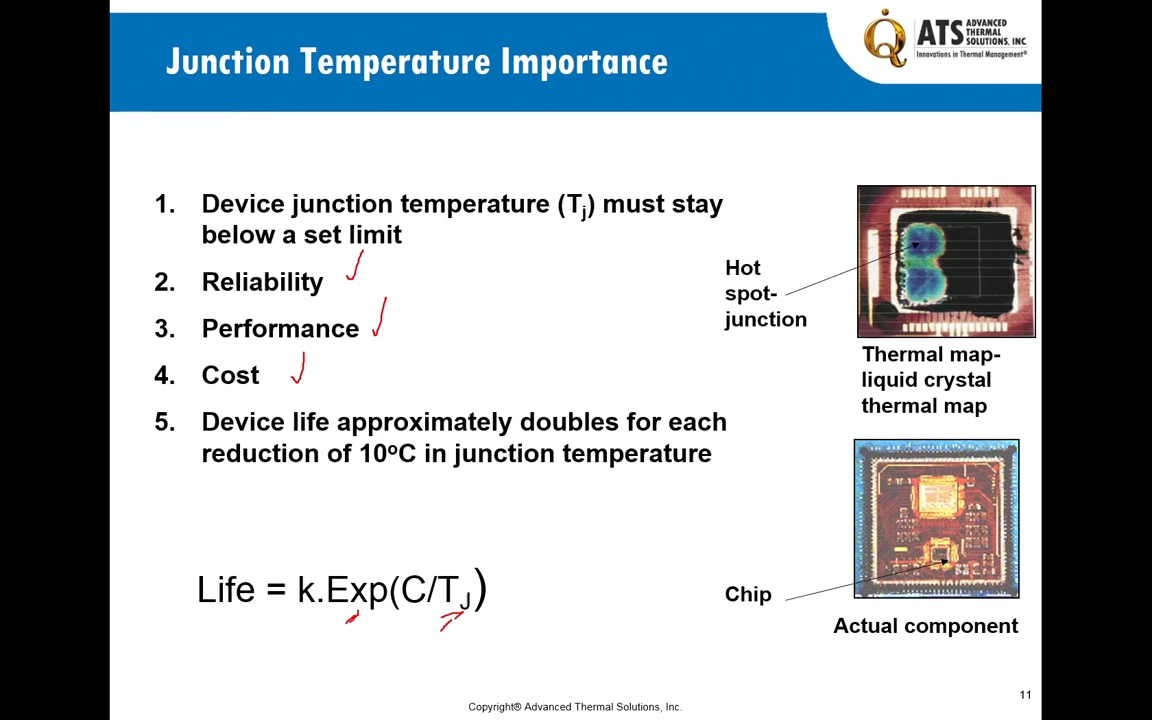 Junction Temperature Importance
ATS ADVANCED
THERMAL
SOLUTIONS, INC.
Innovations in Thermal Management®
1. Device junction temperature (Tj) must stay
below a set limit
2. Reliability
3. Performance
4. Cost
5. Device life approximately doubles for each
reduction of 10°C in junction temperature
Life = k.Exp(C/TJ)
Hot
spot-
junction
Thermal map-
liquid crystal
thermal map
Chip
Actual component
Copyright® Advanced Thermal Solutions, Inc.
11